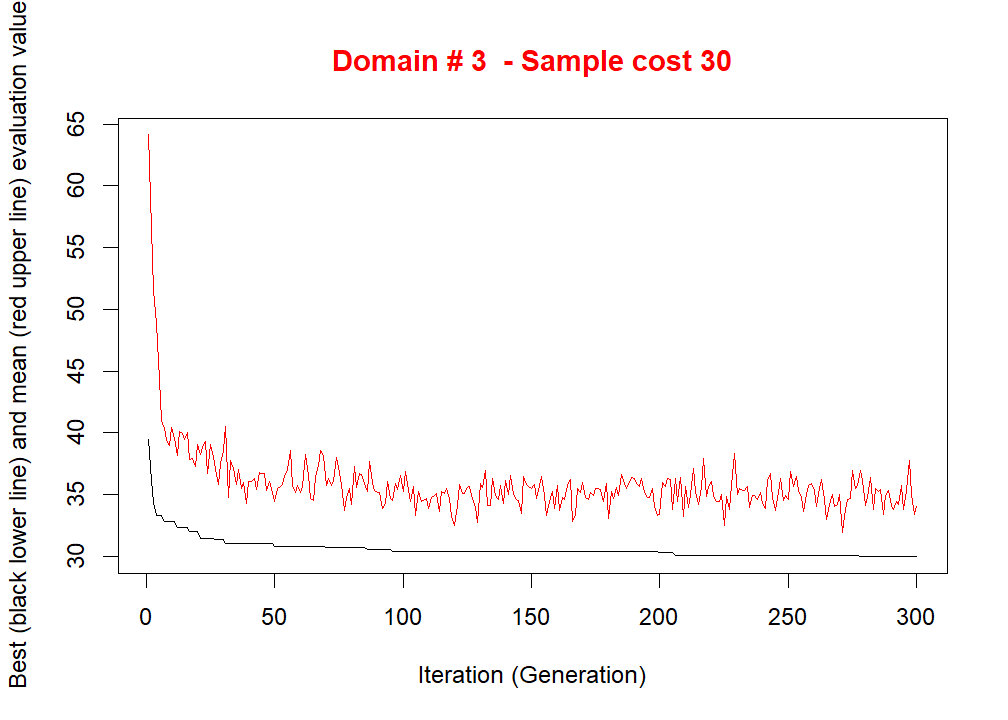 Domain # 3  - Sample cost 30
Best (black lower line) and mean (red upper line) evaluation value
65
60
55
50
45
40
35
30
0 50 100 150 200 250 300
Iteration (Generation)